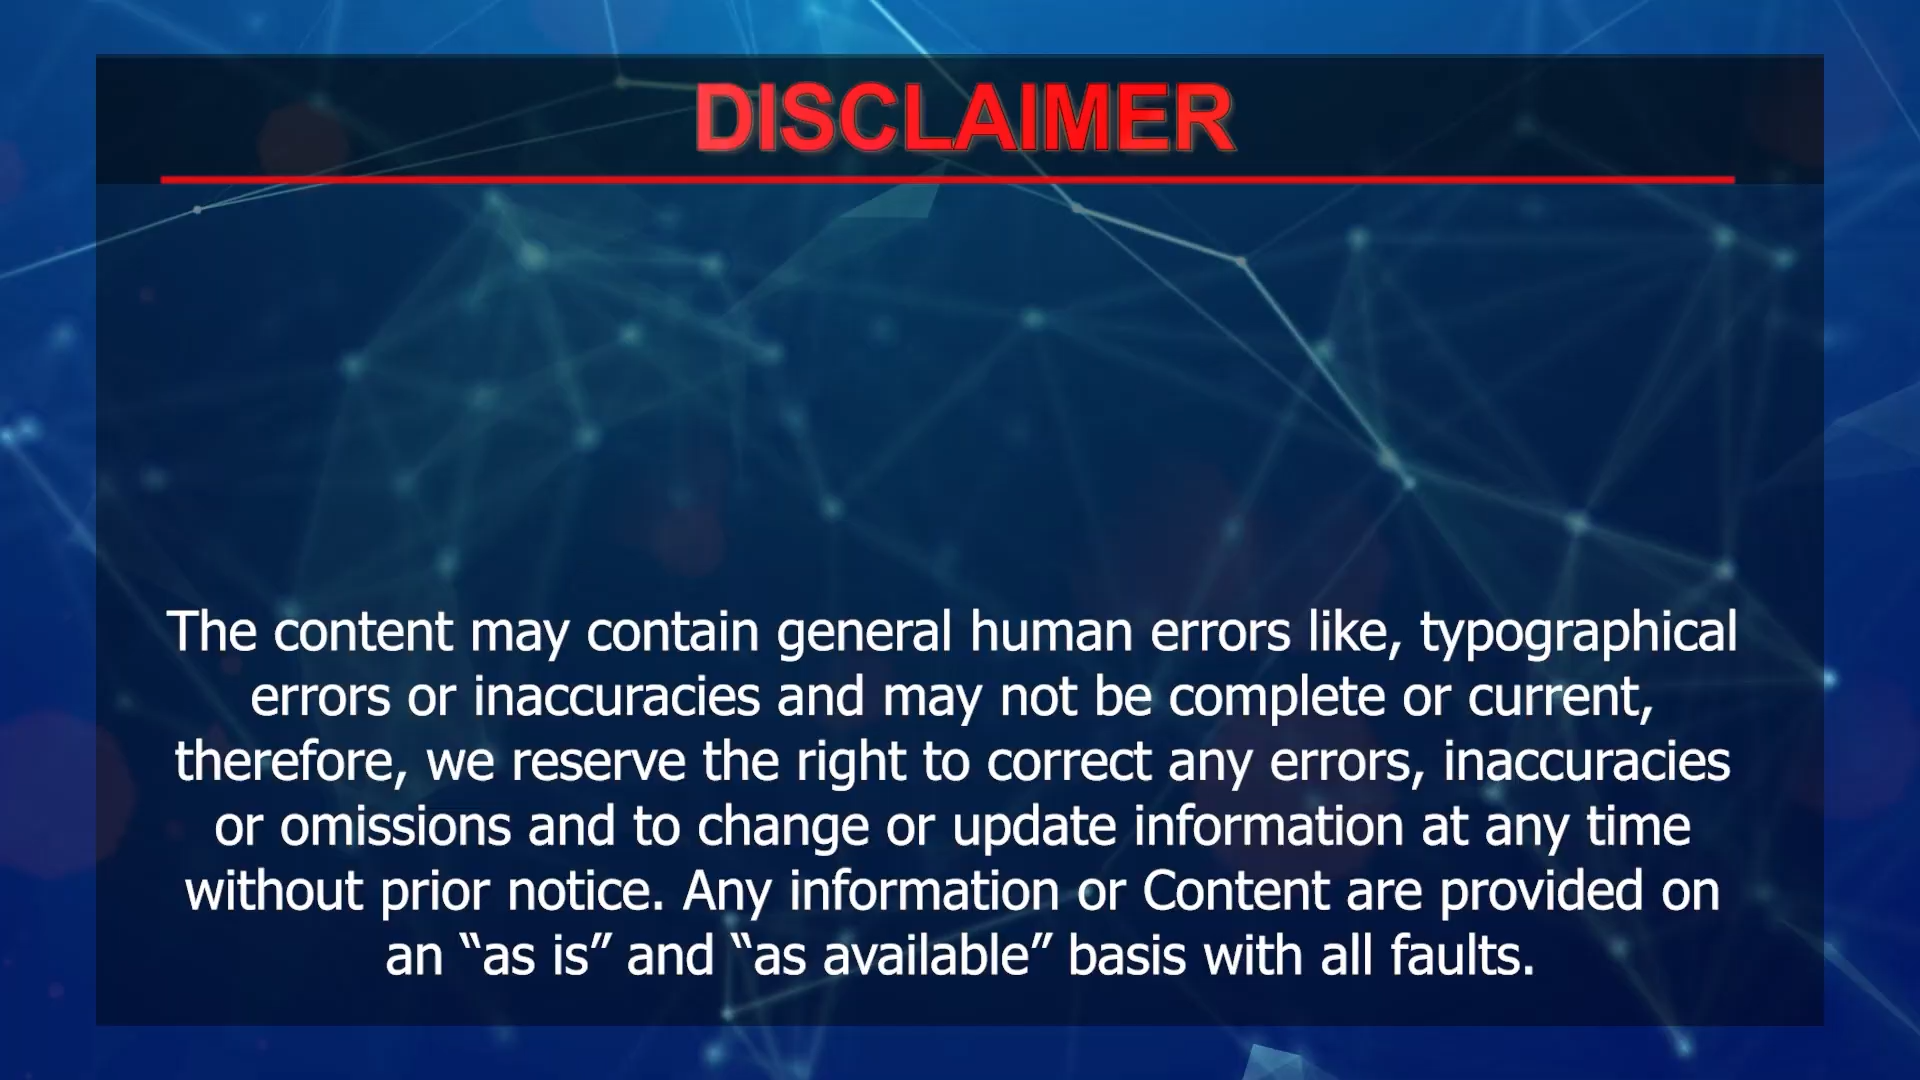 DISCLAIMER
The content may contain general human errors like, typographical
errors or inaccuracies and may not be complete or current,
therefore, we reserve the right to correct any errors, inaccuracies
or omissions and to change or update information at any time
without prior notice. Any information or Content are provided on
an “as is” and “as available” basis with all faults.